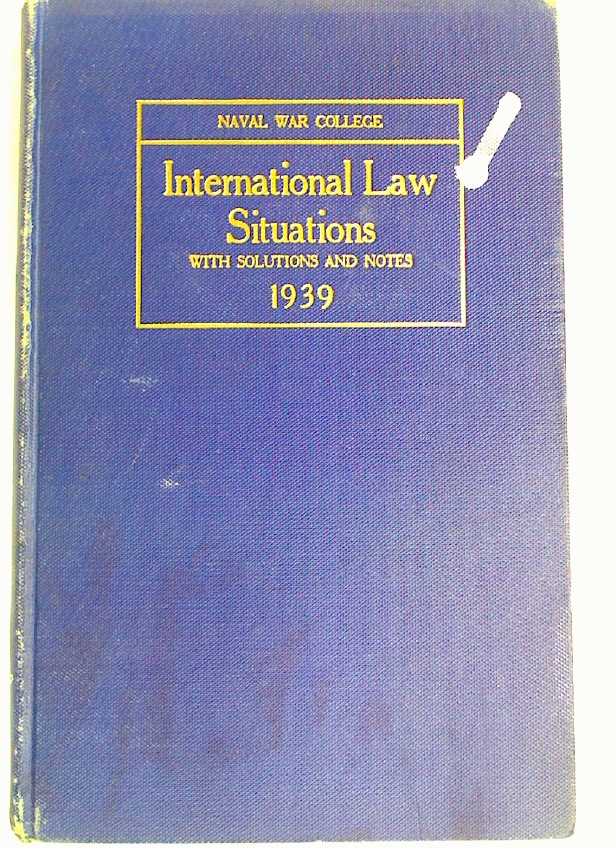 NAVAL WAR COLLEGE
International Law
Situations
WITH SOLUTIONS AND NOTES
1939